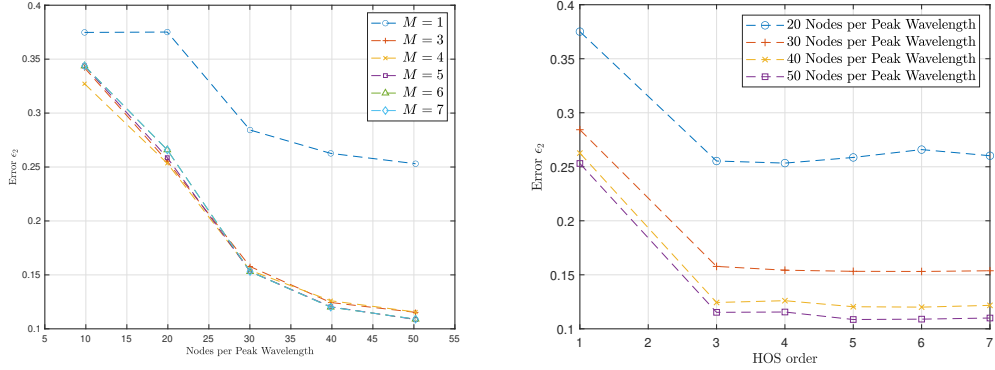 0.4
0.35
0.3
0.25
0.2
0.15
0.1
Error ϵ₂
5 10 15 20 25 30 35 40 45 50 55
Nodes per Peak Wavelength
M = 1
M = 3
M = 4
M = 5
M = 6
M = 7
0.4
0.35
0.3
0.25
0.2
0.15
0.1
Error ϵ₂
1 2 3 4 5 6 7
HOS order
20 Nodes per Peak Wavelength
30 Nodes per Peak Wavelength
40 Nodes per Peak Wavelength
50 Nodes per Peak Wavelength